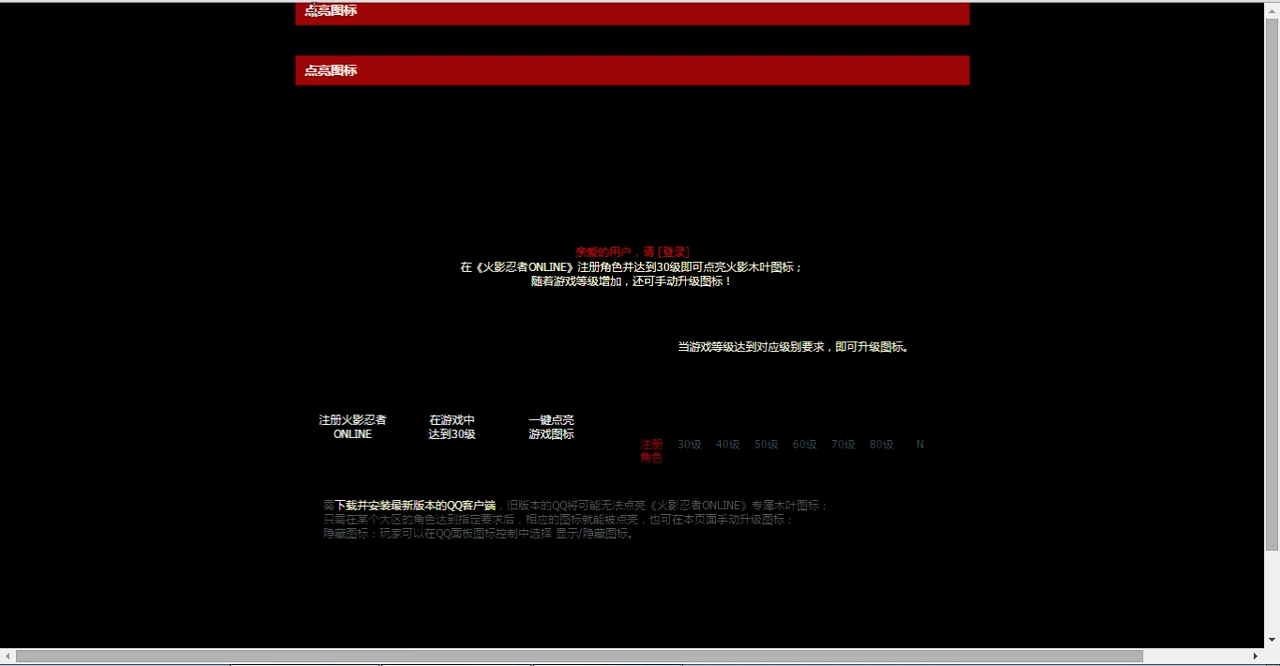 点亮图标
点亮图标
亲爱的用户，请 [登录]
在《火影忍者ONLINE》注册角色并达到30级即可点亮火影木叶图标；
随着游戏等级增加，还可手动升级图标！
当游戏等级达到对应级别要求，即可升级图标。
注册火影忍者
ONLINE
在游戏中
达到30级
一键点亮
游戏图标
注册
角色
30级 40级 50级 60级 70级 80级 N
需下载并安装最新版本的QQ客户端，旧版本的QQ将可能无法点亮《火影忍者ONLINE》专属木叶图标；
只需在某个大区的角色达到指定要求后，相应的图标就能被点亮，也可在本页面手动升级图标；
隐藏图标：玩家可以在QQ面板图标控制中选择 显示/隐藏图标。